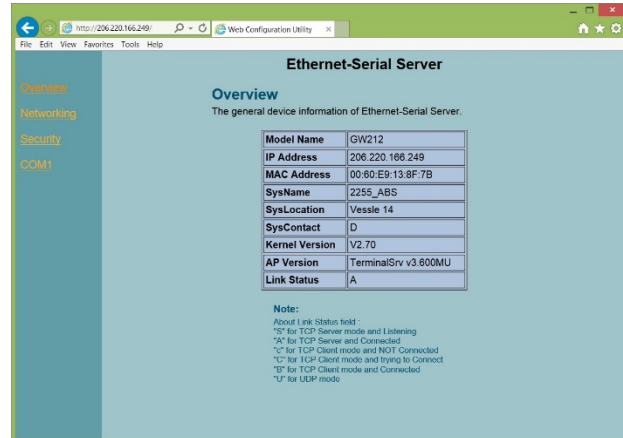 http://206.220.166.249/
Web Configuration Utility
File Edit View Favorites Tools Help
Ethernet-Serial Server
Overview
Networking
Security
COM1
Overview
The general device information of Ethernet-Serial Server.
Model Name GW212
IP Address 206.220.166.249
MAC Address 00:60:E9:13:8F:7B
SysName 2255_ABS
SysLocation Vessle 14
SysContact D
Kernel Version V2.70
AP Version TerminalSrv v3.600MU
Link Status A
Note:
About Link Status field :
"S" for TCP Server mode and Listening
"A" for TCP Server and Connected
"c" for TCP Client mode and NOT Connected
"C" for TCP Client mode and trying to Connect
"B" for TCP Client mode and Connected
"U" for UDP mode